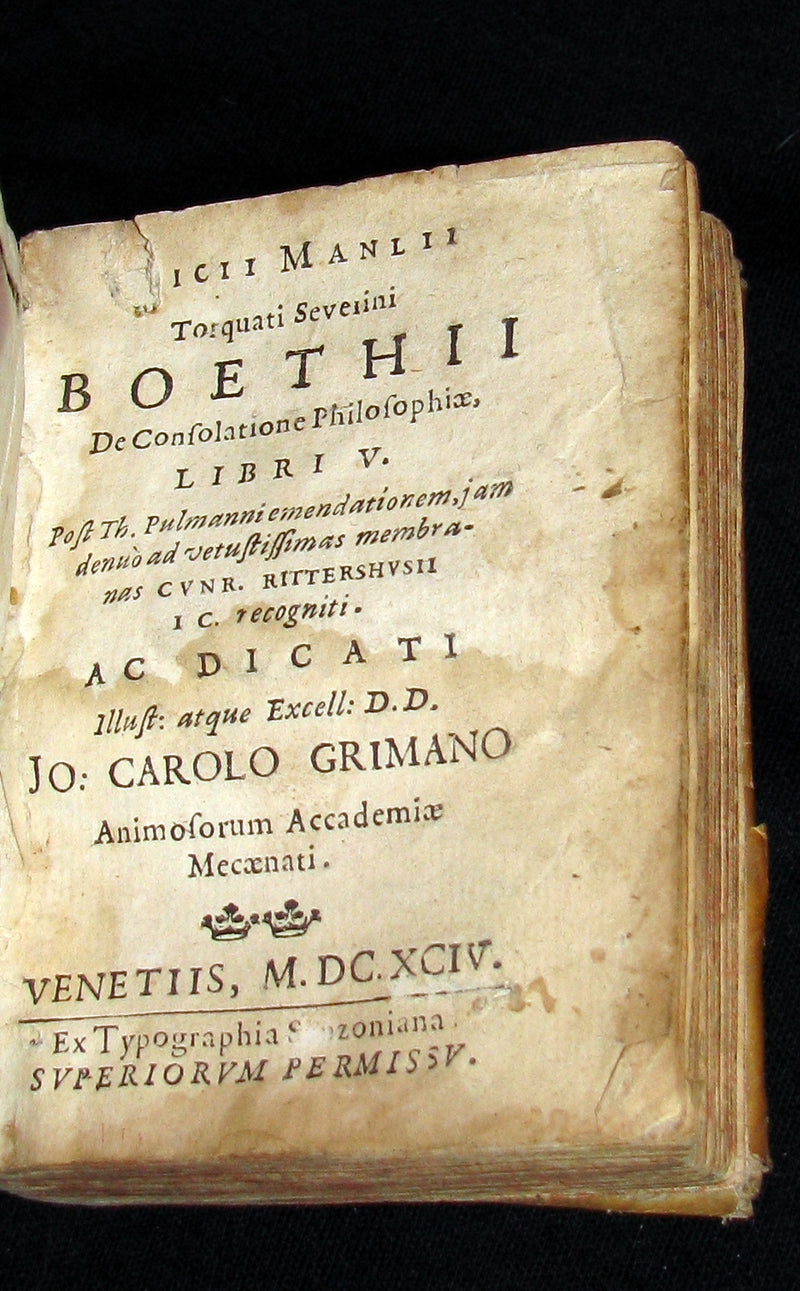 ICII MANLII
Torquati Severini
BOETHII
De Conſolatione Philoſophiæ,
LIBRI V.
Poſt Th. Pulmanni emendationem, jam
denuò ad vetuſtiſſimas membra-
nas CVNR. RITTERSHVSII
IC. recogniti.
AC DICATI
Illuſt: atque Excell: D.D.
JO: CAROLO GRIMANO
Animoſorum Accademiæ
Mecænati.
VENETIIS, M.DC.XCIV.
Ex Typographia
SVPERIORVM PERMISSV.